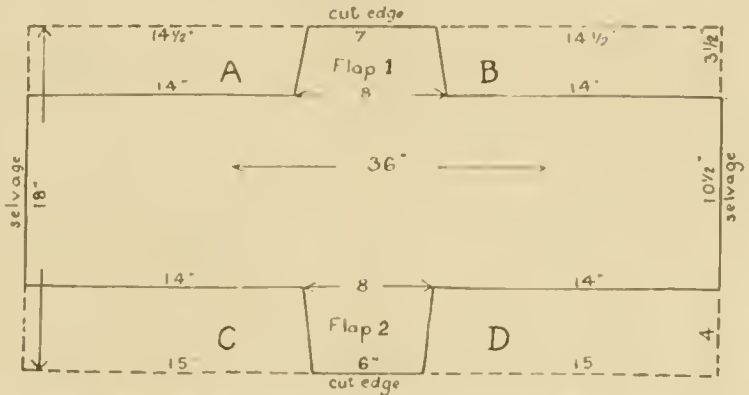 cut edge
14½" 7 14½" 3½"
A Flap 1 B
14" 8 14"
selvage 18" 36" 10½" selvage
14" 8 14"
C Flap 2 D 4
15 6" 15
cut edge